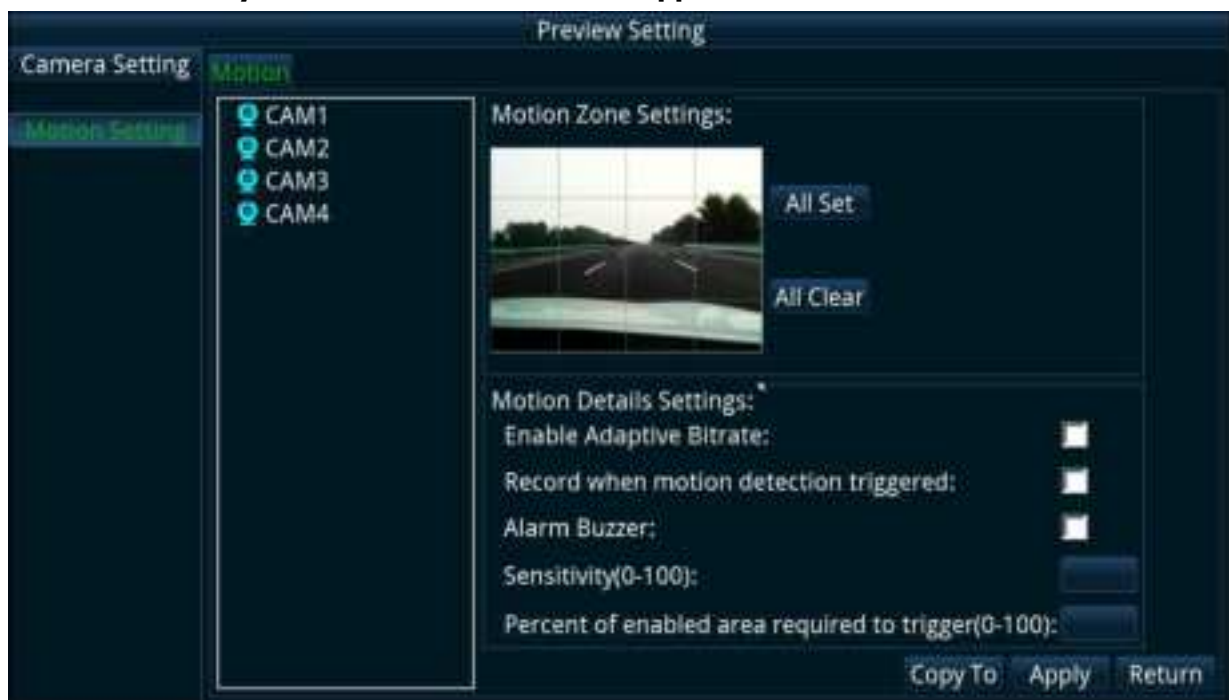 Preview Setting
Camera Setting
Motion
Motion Setting
CAM1
CAM2
CAM3
CAM4
Motion Zone Settings:
All Set
All Clear
Motion Details Settings:
Enable Adaptive Bitrate:
Record when motion detection triggered:
Alarm Buzzer:
Sensitivity(0-100):
Percent of enabled area required to trigger(0-100):
Copy To Apply Return